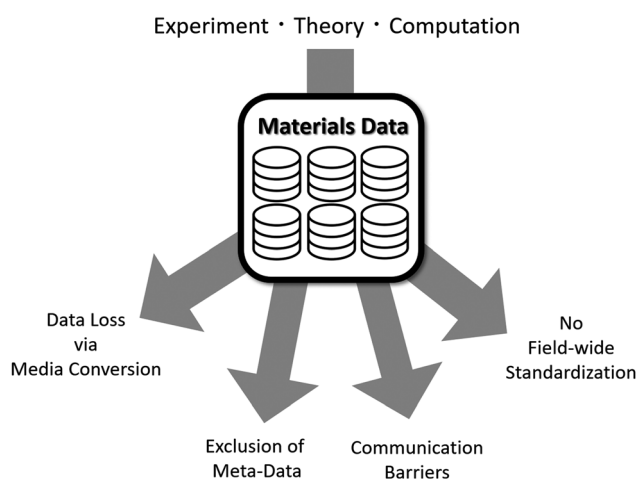 Experiment・Theory・Computation
Materials Data
Data Loss
via
Media Conversion
Exclusion of
Meta-Data
Communication
Barriers
No
Field-wide
Standardization